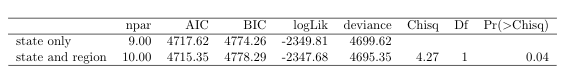 npar AIC BIC logLik deviance Chisq Df Pr(>Chisq)
state only 9.00 4717.62 4774.26 -2349.81 4699.62
state and region 10.00 4715.35 4778.29 -2347.68 4695.35 4.27 1 0.04